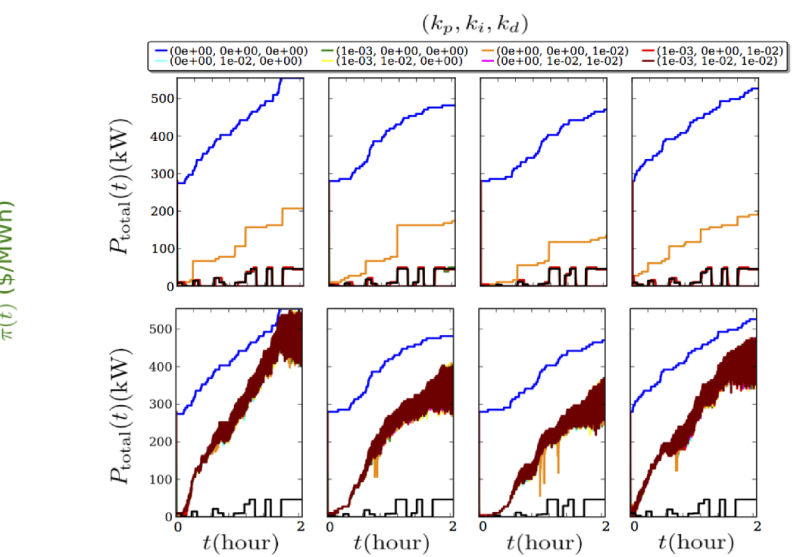 (k_p, k_i, k_d)
(0e+00, 0e+00, 0e+00) (1e-03, 0e+00, 0e+00) (0e+00, 0e+00, 1e-02) (1e-03, 0e+00, 1e-02)
(0e+00, 1e-02, 0e+00) (1e-03, 1e-02, 0e+00) (0e+00, 1e-02, 1e-02) (1e-03, 1e-02, 1e-02)
P_total(t)(kW)
500
400
300
200
100
0
π(t) ($/MWh)
P_total(t)(kW)
500
400
300
200
100
0
0 2 0 2 0 2 0 2
t(hour) t(hour) t(hour) t(hour)